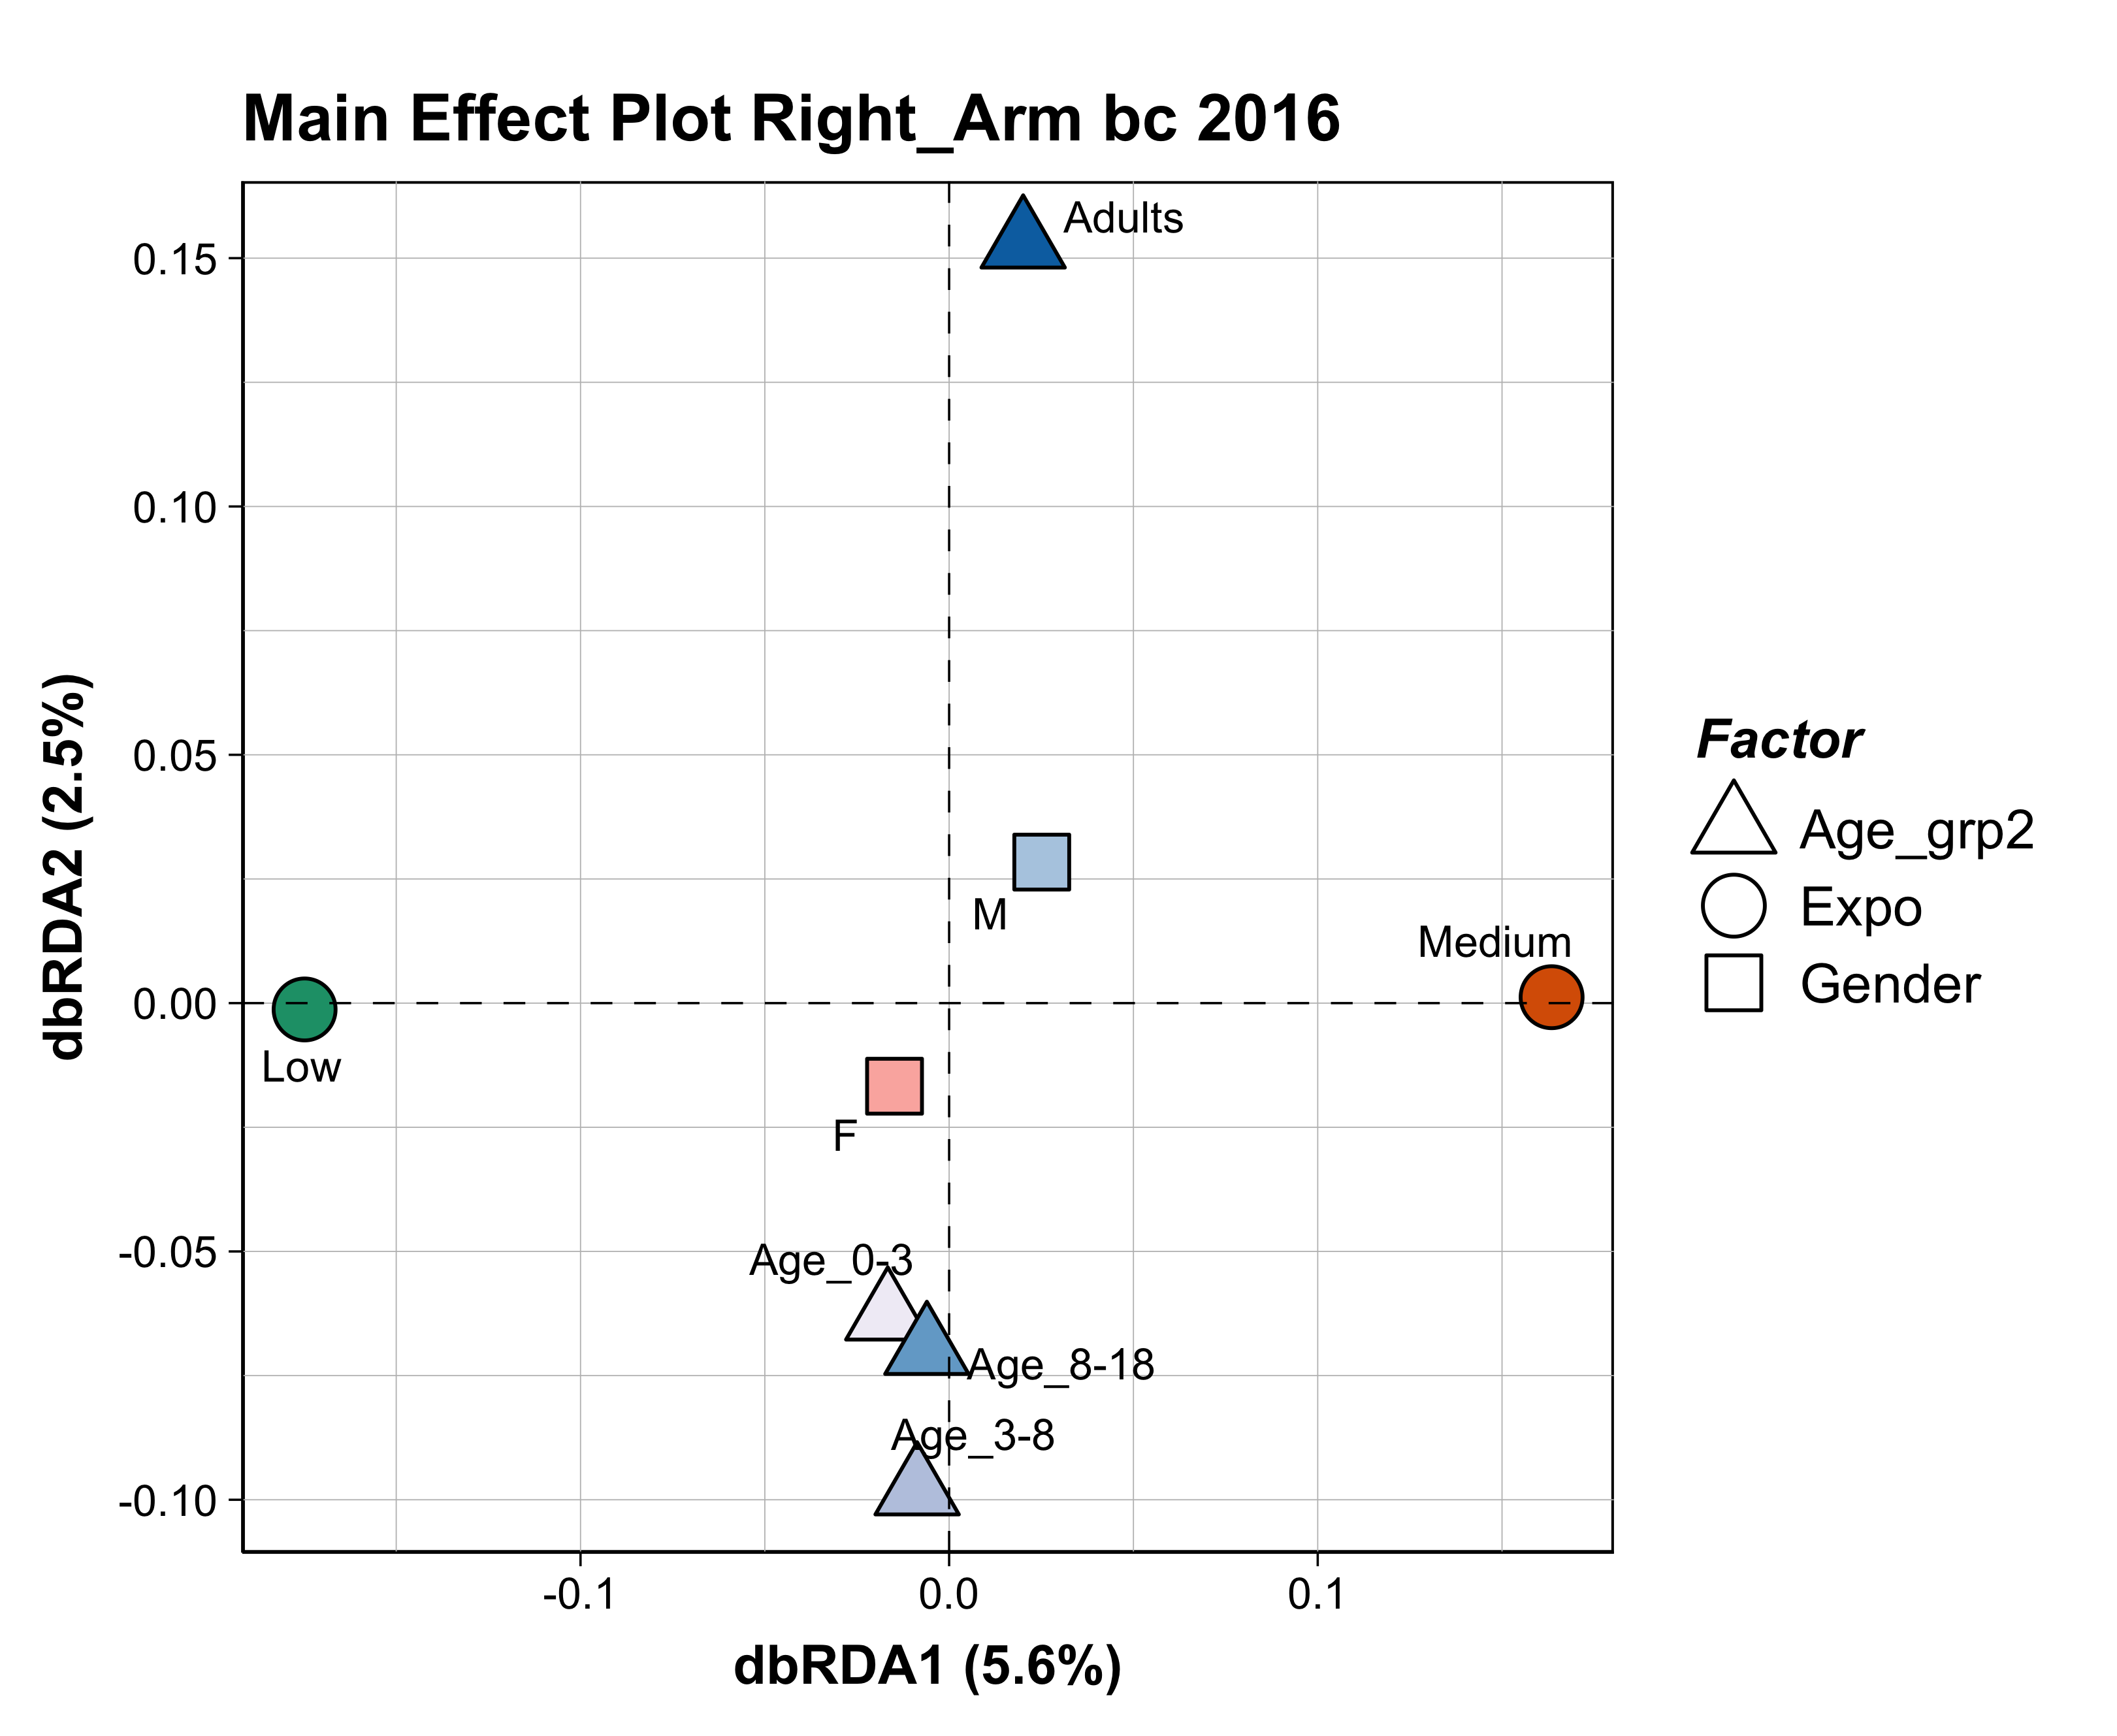 Main Effect Plot Right_Arm bc 2016
Adults
0.15
0.10
0.05
M
Medium
0.00
Low
F
-0.05
Age_0-3
Age_8-18
Age_3-8
-0.10
-0.1 0.0 0.1
dbRDA1 (5.6%)
dbRDA2 (2.5%)
Factor
Age_grp2
Expo
Gender